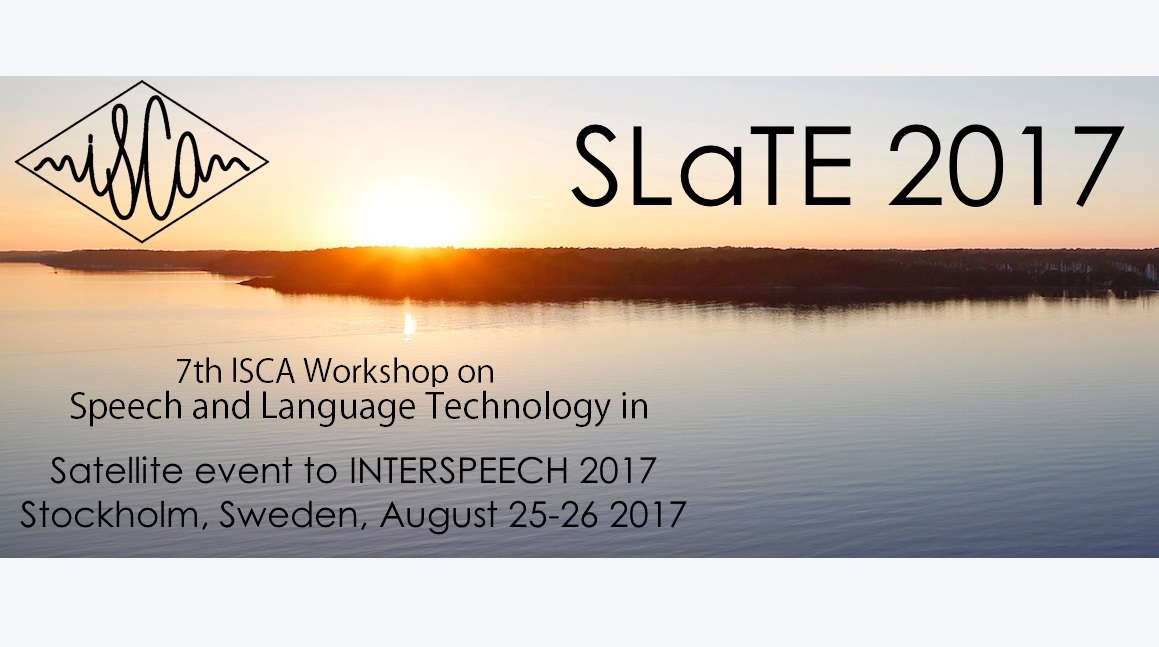 isca
SLaTE 2017
7th ISCA Workshop on
Speech and Language Technology in
Satellite event to INTERSPEECH 2017
Stockholm, Sweden, August 25-26 2017